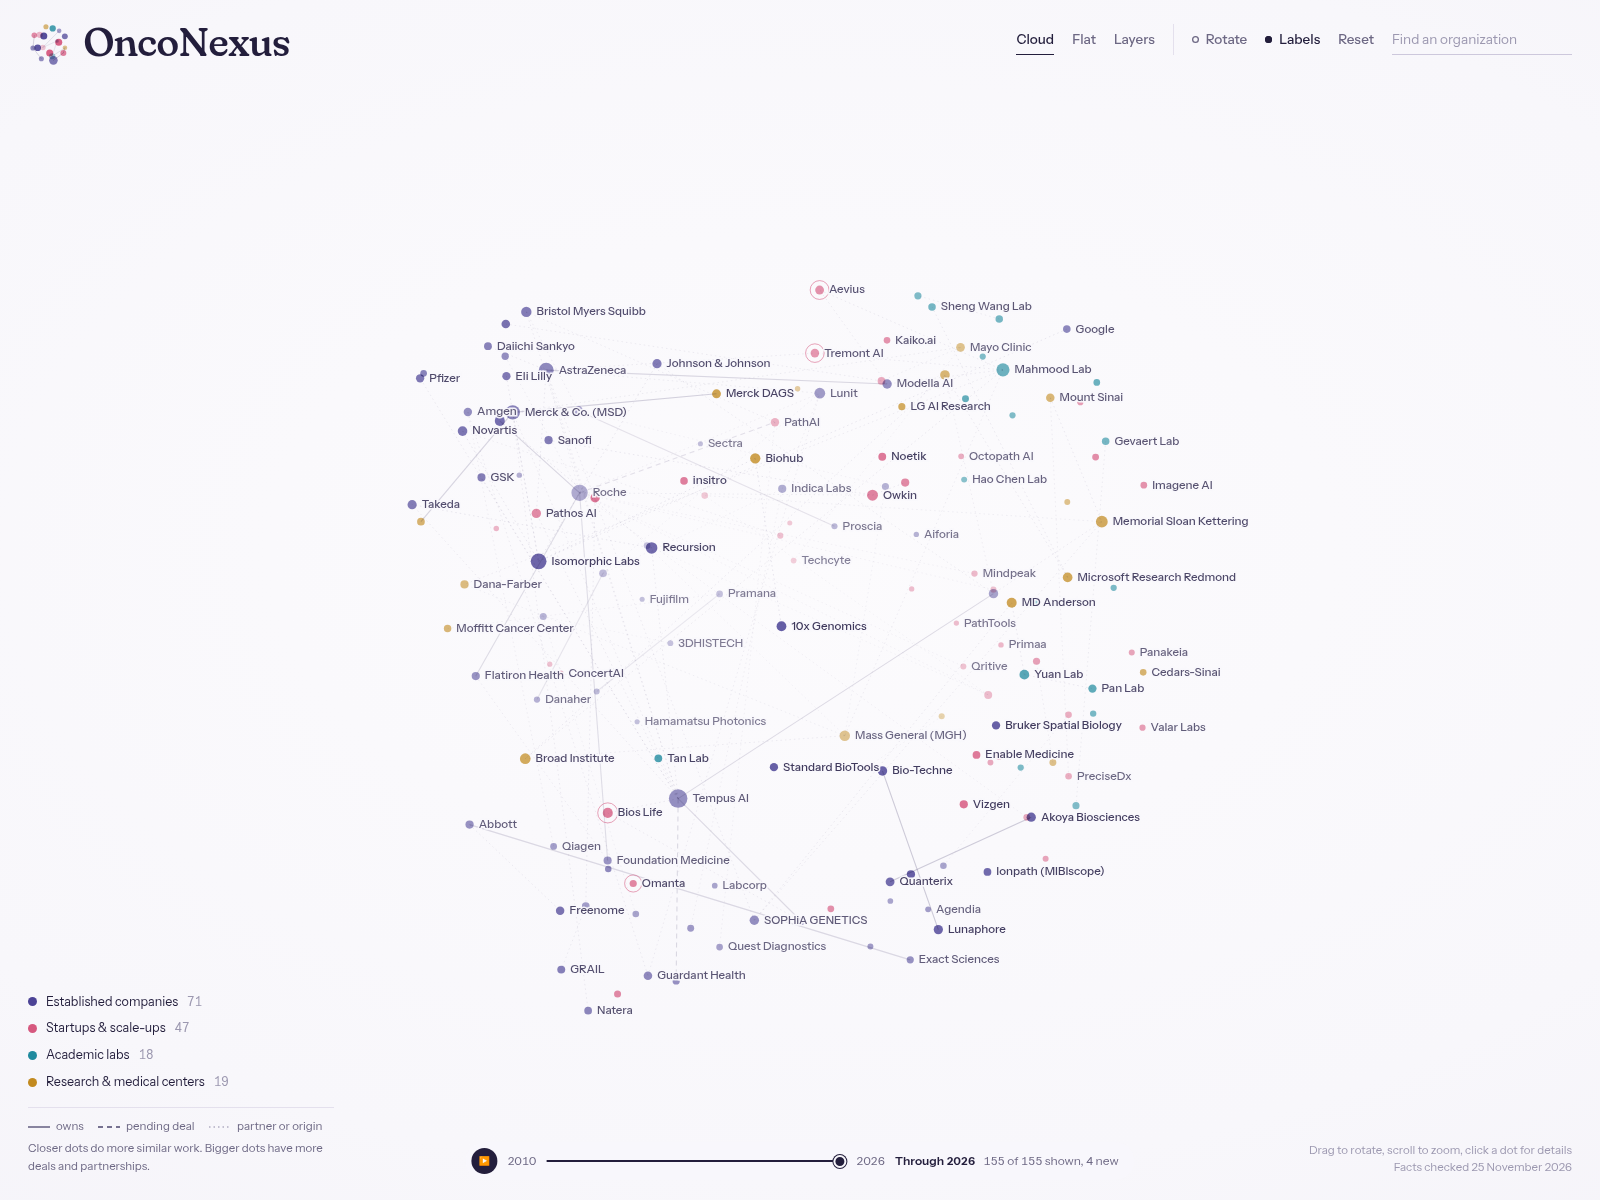 OncoNexus
Cloud Flat Layers Rotate Labels Reset Find an organization
Aevius
Sheng Wang Lab
Bristol Myers Squibb
Google
Kaiko.ai
Daiichi Sankyo
Mayo Clinic
Tremont AI
Johnson & Johnson
Mahmood Lab
AstraZeneca
Eli Lilly
Pfizer
Modella AI
Merck DAGS
Lunit
Mount Sinai
LG AI Research
Amgen
Merck & Co. (MSD)
PathAI
Novartis
Sanofi
Gevaert Lab
Sectra
Biohub
Noetik
Octopath AI
GSK
Hao Chen Lab
insitro
Imagene AI
Indica Labs
Roche
Owkin
Takeda
Pathos AI
Memorial Sloan Kettering
Proscia
Aiforia
Recursion
Isomorphic Labs
Techcyte
Mindpeak
Microsoft Research Redmond
Dana-Farber
Pramana
Fujifilm
MD Anderson
PathTools
10x Genomics
Moffitt Cancer Center
3DHISTECH
Primaa
Panakeia
Qritive
Cedars-Sinai
ConcertAI
Yuan Lab
Flatiron Health
Pan Lab
Danaher
Hamamatsu Photonics
Bruker Spatial Biology
Valar Labs
Mass General (MGH)
Enable Medicine
Broad Institute
Tan Lab
Standard BioTools
Bio-Techne
PreciseDx
Tempus AI
Vizgen
Bios Life
Akoya Biosciences
Abbott
Qiagen
Foundation Medicine
Ionpath (MIBIscope)
Quanterix
Omanta
Labcorp
Freenome
Agendia
SOPHiA GENETICS
Lunaphore
Quest Diagnostics
Exact Sciences
GRAIL
Guardant Health
Natera
Established companies 71
Startups & scale-ups 47
Academic labs 18
Research & medical centers 19
owns pending deal partner or origin
Closer dots do more similar work. Bigger dots have more
deals and partnerships.
2010 2026 Through 2026 155 of 155 shown, 4 new
Drag to rotate, scroll to zoom, click a dot for details
Facts checked 25 November 2026